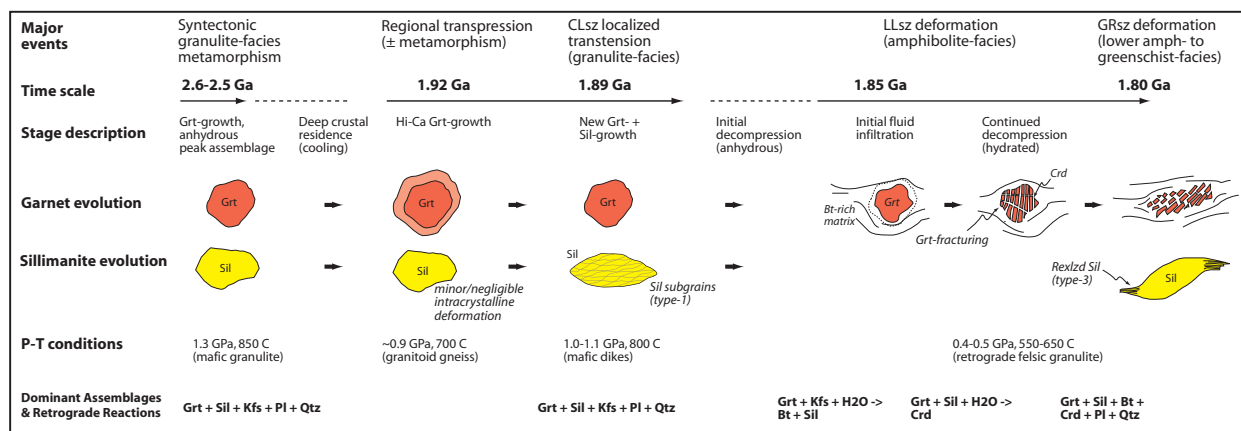 Major
events
Syntectonic
granulite-facies
metamorphism
Regional transpression
(± metamorphism)
CLsz localized
transtension
(granulite-facies)
LLsz deformation
(amphibolite-facies)
GRsz deformation
(lower amph- to
greenschist-facies)
Time scale
2.6-2.5 Ga
1.92 Ga
1.89 Ga
1.85 Ga
1.80 Ga
Stage description
Grt-growth,
anhydrous
peak assemblage
Deep crustal
residence
(cooling)
Hi-Ca Grt-growth
New Grt- +
Sil-growth
Initial
decompression
(anhydrous)
Initial fluid
infiltration
Continued
decompression
(hydrated)
Garnet evolution
Grt
Grt
Grt
Bt-rich
matrix
Grt
Crd
Grt-fracturing
Sillimanite evolution
Sil
Sil
minor/negligible
intracrystalline
deformation
Sil
Sil subgrains
(type-1)
Rexlzd Sil
(type-3)
Sil
P-T conditions
1.3 GPa, 850 C
(mafic granulite)
~0.9 GPa, 700 C
(granitoid gneiss)
1.0-1.1 GPa, 800 C
(mafic dikes)
0.4-0.5 GPa, 550-650 C
(retrograde felsic granulite)
Dominant Assemblages
& Retrograde Reactions
Grt + Sil + Kfs + Pl + Qtz
Grt + Sil + Kfs + Pl + Qtz
Grt + Kfs + H2O ->
Bt + Sil
Grt + Sil + H2O ->
Crd
Grt + Sil + Bt +
Crd + Pl + Qtz